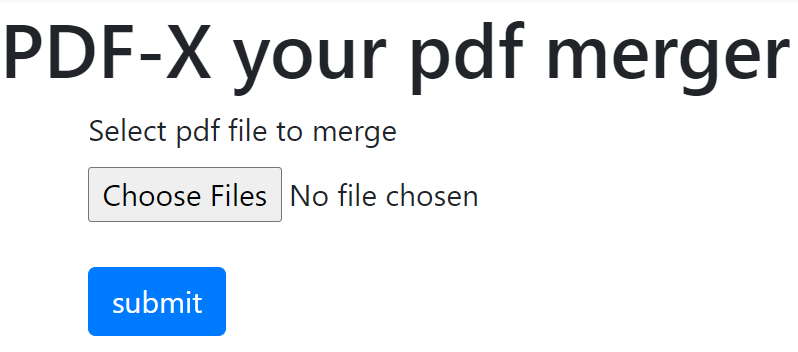 PDF-X your pdf merger
Select pdf file to merge
Choose Files No file chosen
submit